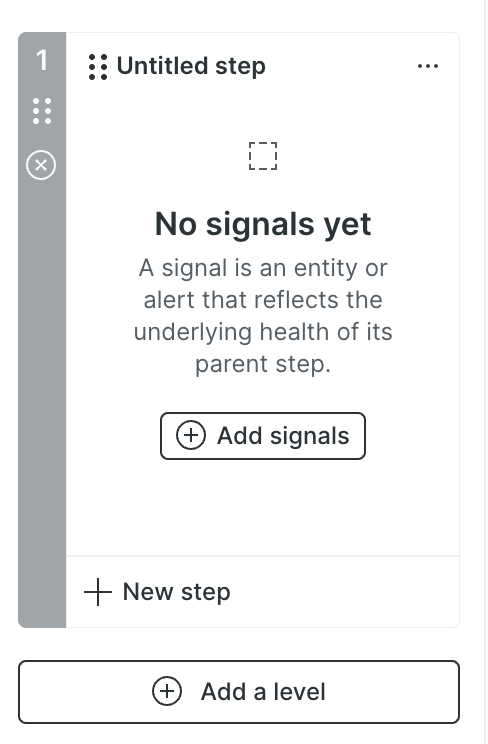 1
Untitled step
No signals yet
A signal is an entity or
alert that reflects the
underlying health of its
parent step.
Add signals
New step
Add a level